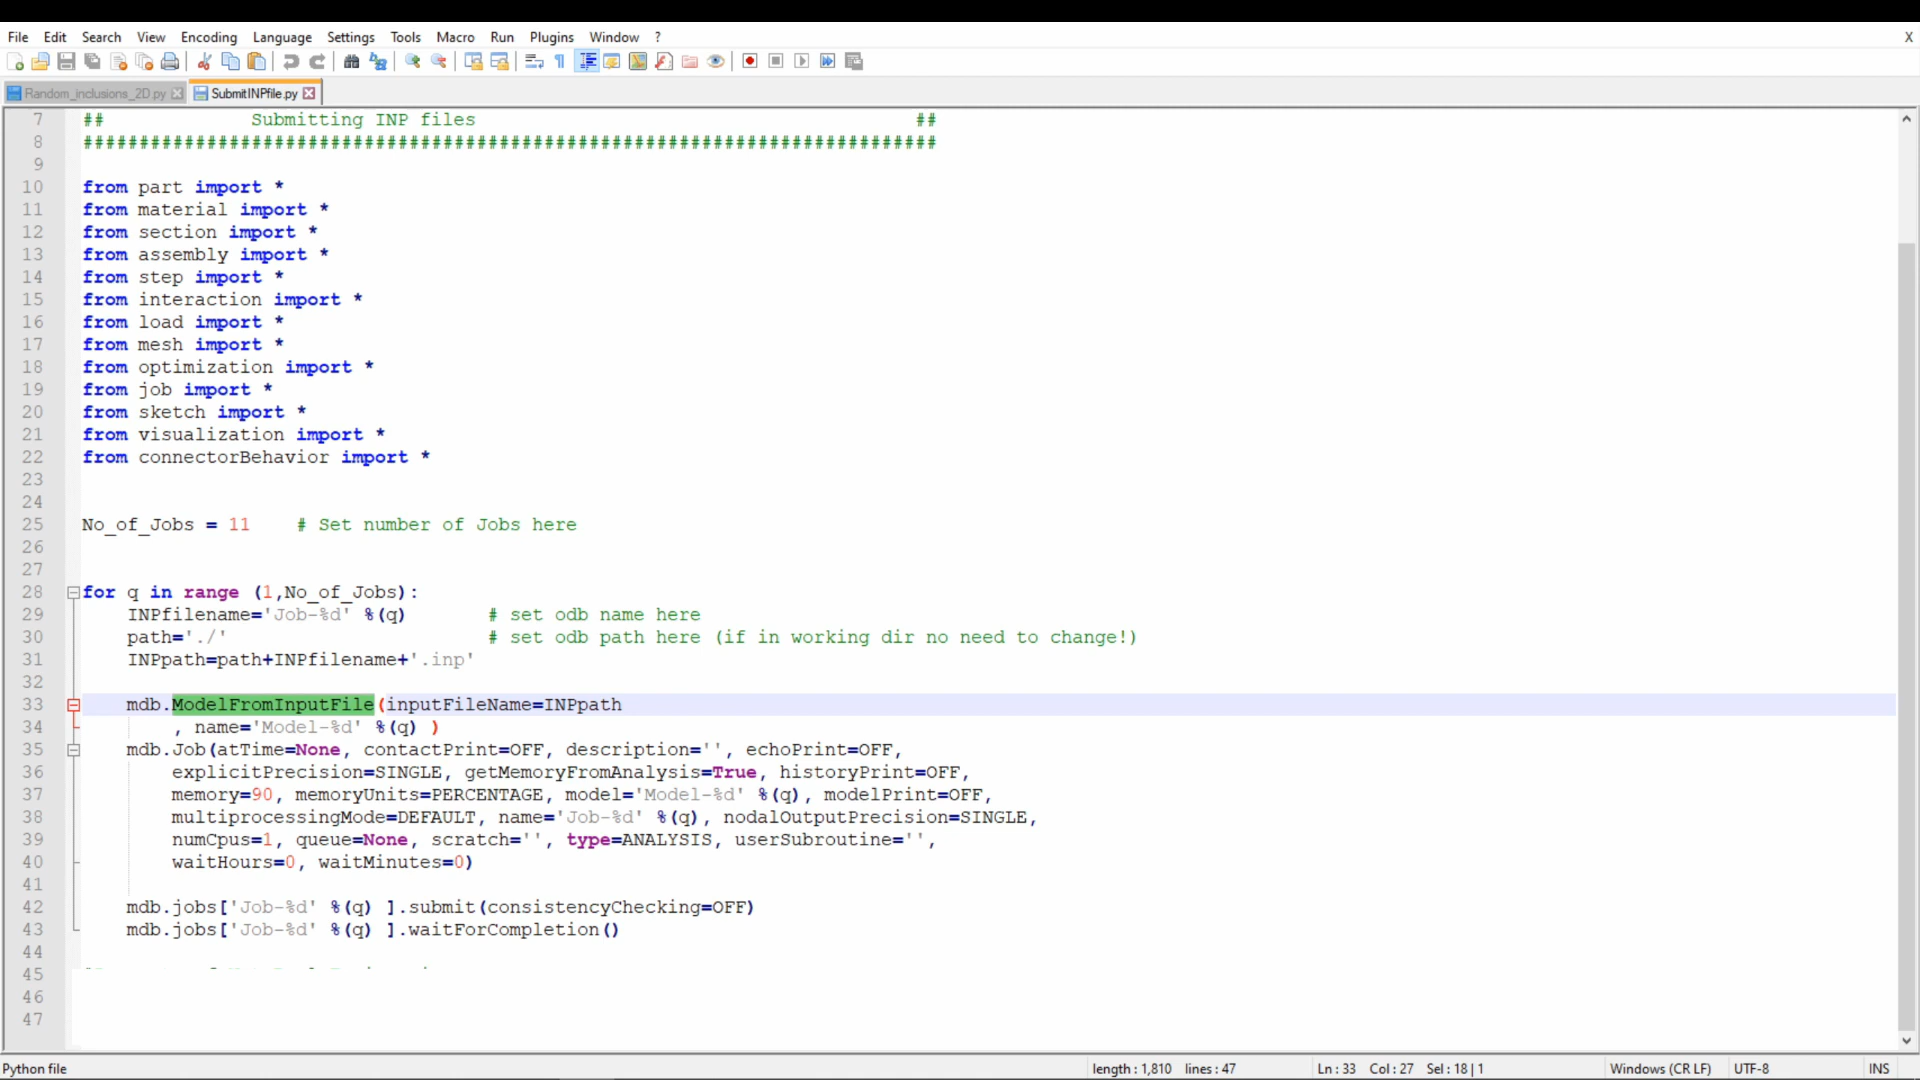 File Edit Search View Encoding Language Settings Tools Macro Run Plugins Window ? X
Random_inclusions_2D.py SubmitINPfile.py
7 ## Submitting INP files ##
8 ############################################################################
9
10 from part import *
11 from material import *
12 from section import *
13 from assembly import *
14 from step import *
15 from interaction import *
16 from load import *
17 from mesh import *
18 from optimization import *
19 from job import *
20 from sketch import *
21 from visualization import *
22 from connectorBehavior import *
23
24
25 No_of_Jobs = 11 # Set number of Jobs here
26
27
28 for q in range (1,No_of_Jobs):
29 INPfilename='Job-%d' %(q) # set odb name here
30 path='./' # set odb path here (if in working dir no need to change!)
31 INPpath=path+INPfilename+'.inp'
32
33 mdb.ModelFromInputFile(inputFileName=INPpath
34 , name='Model-%d' %(q) )
35 mdb.Job(atTime=None, contactPrint=OFF, description='', echoPrint=OFF,
36 explicitPrecision=SINGLE, getMemoryFromAnalysis=True, historyPrint=OFF,
37 memory=90, memoryUnits=PERCENTAGE, model='Model-%d' %(q), modelPrint=OFF,
38 multiprocessingMode=DEFAULT, name='Job-%d' %(q), nodalOutputPrecision=SINGLE,
39 numCpus=1, queue=None, scratch='', type=ANALYSIS, userSubroutine='',
40 waitHours=0, waitMinutes=0)
41
42 mdb.jobs['Job-%d' %(q) ].submit(consistencyChecking=OFF)
43 mdb.jobs['Job-%d' %(q) ].waitForCompletion()
44
45
46
47
Python file length : 1,810 lines : 47 Ln : 33 Col : 27 Sel : 18 | 1 Windows (CR LF) UTF-8 INS